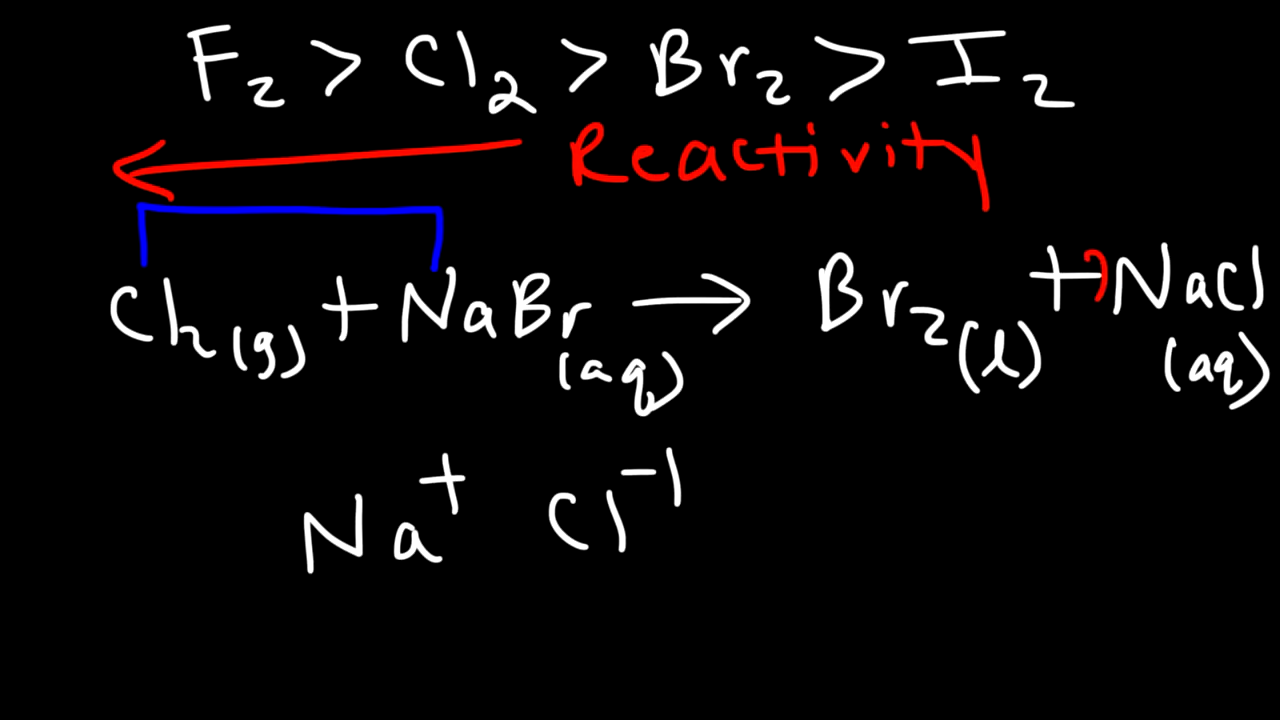 F₂ > Cl₂ > Br₂ > I₂
Reactivity
Cl₂(g) + NaBr(aq) → Br₂(l) + NaCl(aq)
Na⁺ Cl⁻¹